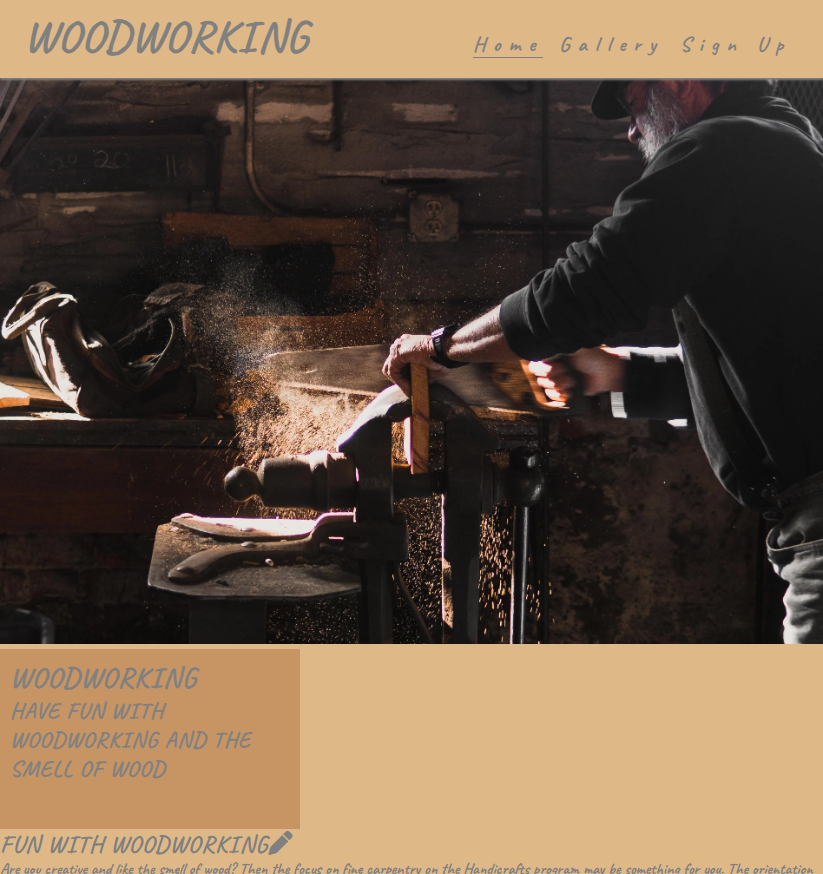 WOODWORKING
Home Gallery Sign Up
WOODWORKING
HAVE FUN WITH
WOODWORKING AND THE
SMELL OF WOOD
FUN WITH WOODWORKING
Are you creative and like the smell of wood? Then the focus on fine carpentry on the Handicrafts program may be something for you. The orientation